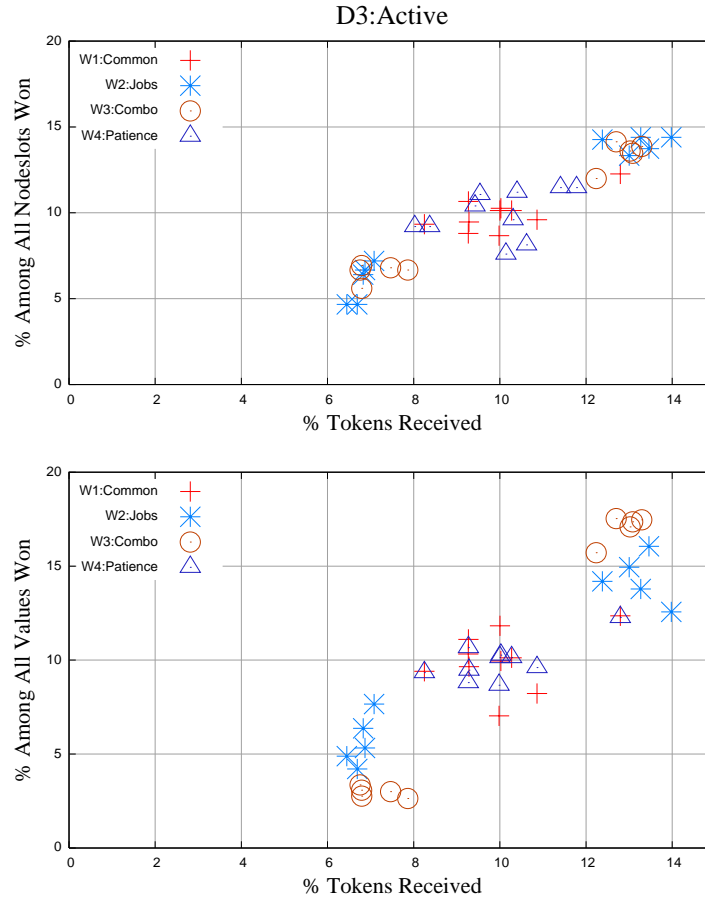 D3:Active
% Among All Nodeslots Won
20
15
10
5
0
W1:Common
W2:Jobs
W3:Combo
W4:Patience
0 2 4 6 8 10 12 14
% Tokens Received
% Among All Values Won
20
15
10
5
0
W1:Common
W2:Jobs
W3:Combo
W4:Patience
0 2 4 6 8 10 12 14
% Tokens Received